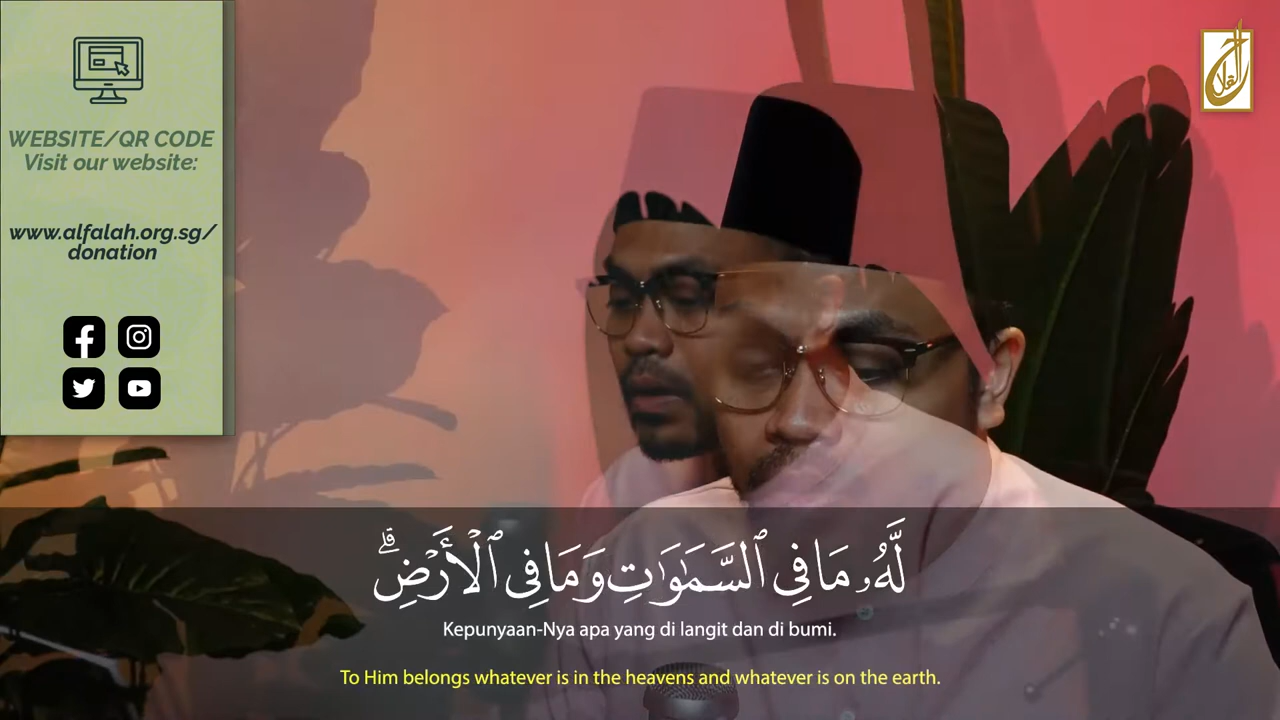 WEBSITE/QR CODE
Visit our website:
www.alfalah.org.sg/
donation
لَّهُۥ مَا فِى ٱلسَّمَـٰوَٰتِ وَمَا فِى ٱلْأَرْضِ ۗ
Kepunyaan-Nya apa yang di langit dan di bumi.
To Him belongs whatever is in the heavens and whatever is on the earth.
الفلاح